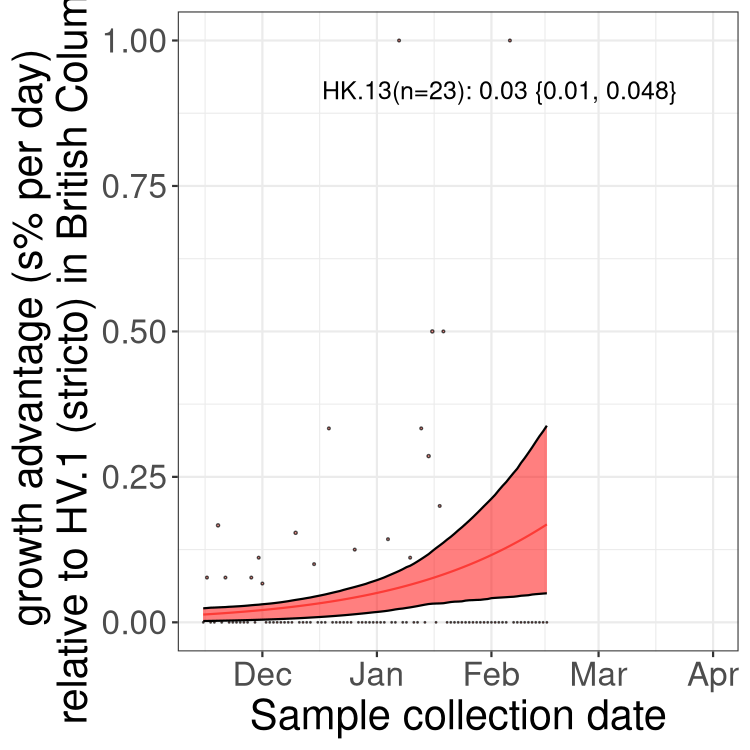 growth advantage (s% per day)
relative to HV.1 (stricto) in British Colum
1.00
0.75
0.50
0.25
0.00
HK.13(n=23): 0.03 {0.01, 0.048}
Dec Jan Feb Mar Apr
Sample collection date